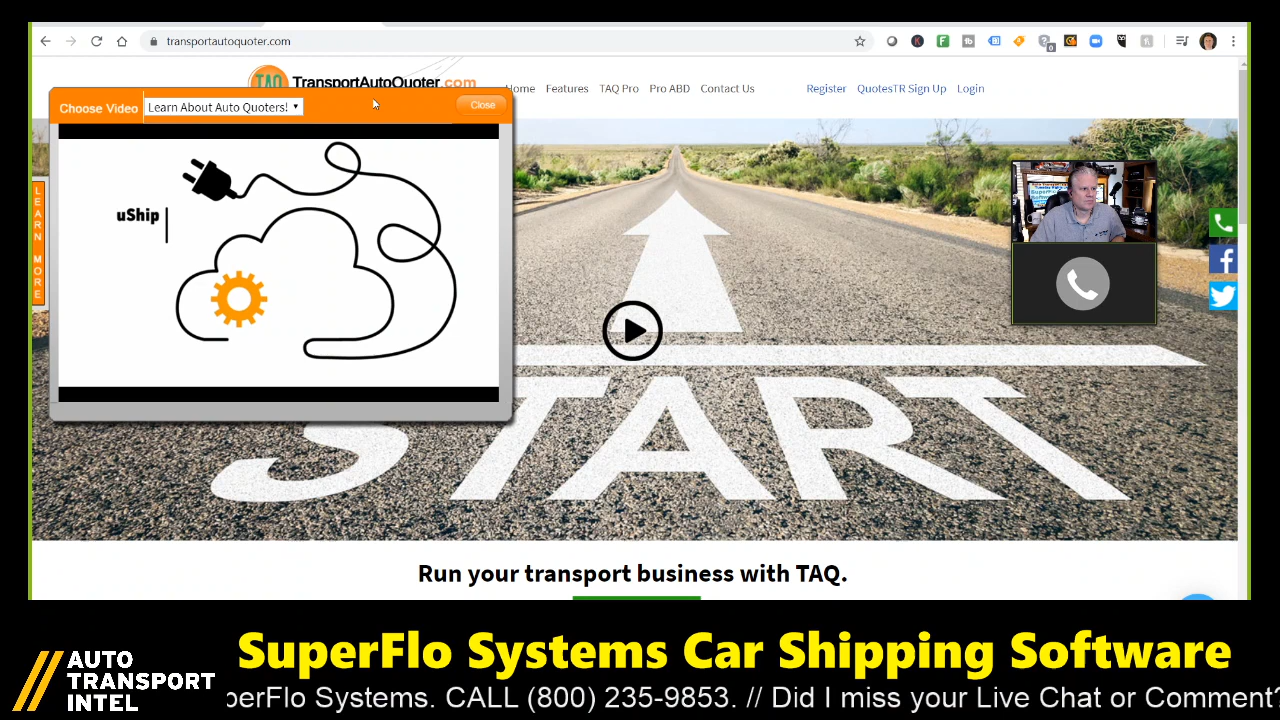 transportautoquoter.com
TAQ TransportAutoQuoter.com
Home Features TAQ Pro Pro ABD Contact Us Register QuotesTR Sign Up Login
Choose Video Learn About Auto Quoters! Close
uShip
LEARN MORE
START
Run your transport business with TAQ.
SuperFlo Systems Car Shipping Software
AUTO
TRANSPORT
INTEL
perFlo Systems. CALL (800) 235-9853. // Did I miss your Live Chat or Comment?